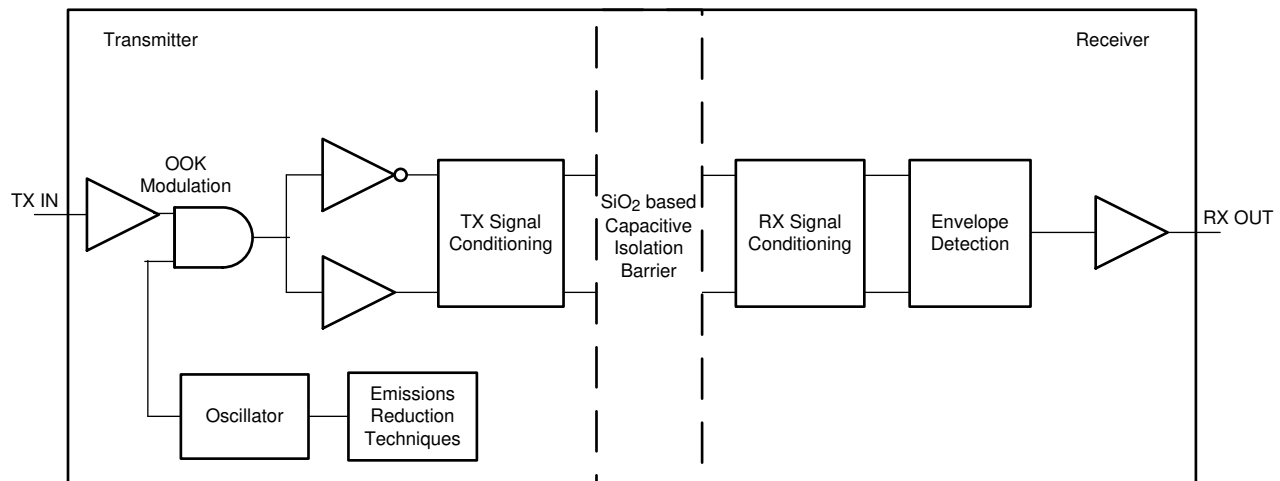 Transmitter
Receiver
OOK
Modulation
TX IN
TX Signal
Conditioning
SiO2 based
Capacitive
Isolation
Barrier
RX Signal
Conditioning
Envelope
Detection
RX OUT
Oscillator
Emissions
Reduction
Techniques